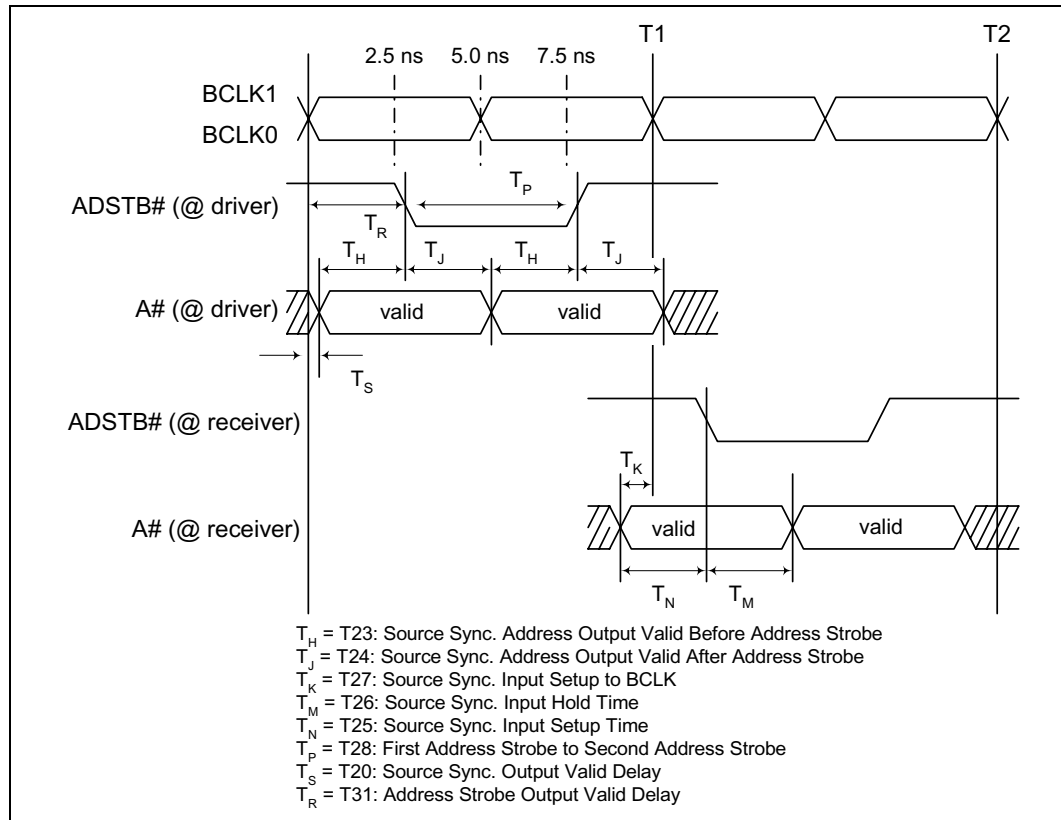 T1 T2
2.5 ns 5.0 ns 7.5 ns
BCLK1
BCLK0
T_P
ADSTB# (@ driver)
T_R
T_H T_J T_H T_J
A# (@ driver) valid valid
T_S
ADSTB# (@ receiver)
T_K
A# (@ receiver) valid valid
T_N T_M
T_H = T23: Source Sync. Address Output Valid Before Address Strobe
T_J = T24: Source Sync. Address Output Valid After Address Strobe
T_K = T27: Source Sync. Input Setup to BCLK
T_M = T26: Source Sync. Input Hold Time
T_N = T25: Source Sync. Input Setup Time
T_P = T28: First Address Strobe to Second Address Strobe
T_S = T20: Source Sync. Output Valid Delay
T_R = T31: Address Strobe Output Valid Delay